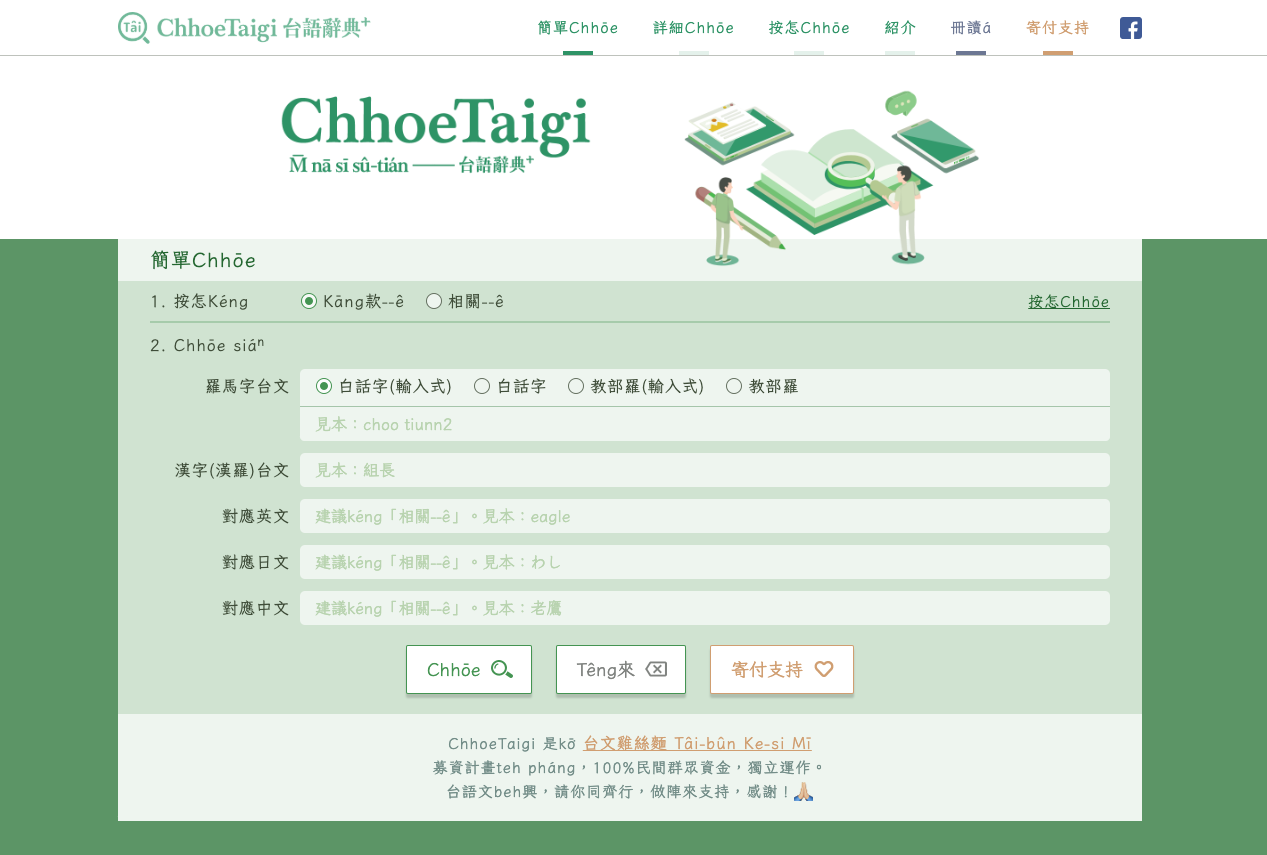 Tâi ChhoeTaigi 台語辭典⁺
簡單Chhōe 詳細Chhōe 按怎Chhōe 紹介 冊讀á 寄付支持
ChhoeTaigi
M̄ nā sī sû-tián ── 台語辭典⁺
簡單Chhōe
1. 按怎Kéng Kāng款--ê 相關--ê 按怎Chhōe
2. Chhōe siáⁿ
羅馬字台文 白話字(輸入式) 白話字 教部羅(輸入式) 教部羅
見本：choo tiunn2
漢字(漢羅)台文 見本：組長
對應英文 建議kéng「相關--ê」。見本：eagle
對應日文 建議kéng「相關--ê」。見本：わし
對應中文 建議kéng「相關--ê」。見本：老鷹
Chhōe Têng來 寄付支持
ChhoeTaigi 是kō 台文雞絲麵 Tâi-bûn Ke-si Mī
募資計畫teh pháng，100%民間群眾資金，獨立運作。
台語文beh興，請你同齊行，做陣來支持，感謝！🙏🏼